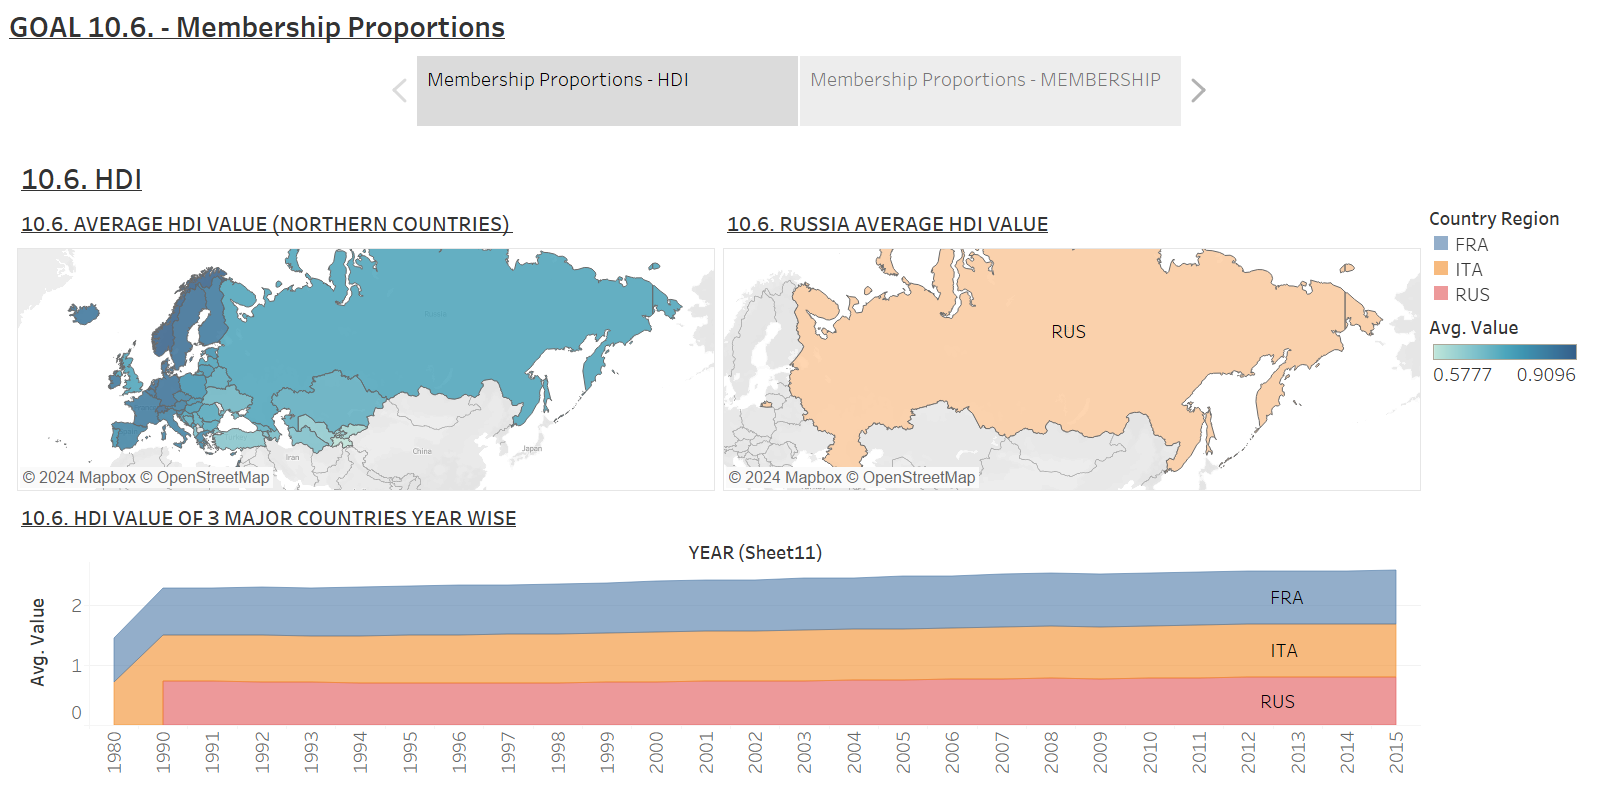 GOAL 10.6. - Membership Proportions
Membership Proportions - HDI
Membership Proportions - MEMBERSHIP
10.6. HDI
10.6. AVERAGE HDI VALUE (NORTHERN COUNTRIES)
10.6. RUSSIA AVERAGE HDI VALUE
Country Region
FRA
ITA
RUS
Avg. Value
0.5777 0.9096
Russia
Iran
China
Japan
© 2024 Mapbox © OpenStreetMap
RUS
© 2024 Mapbox © OpenStreetMap
10.6. HDI VALUE OF 3 MAJOR COUNTRIES YEAR WISE
YEAR (Sheet11)
Avg. Value
2
1
0
FRA
ITA
RUS
1980 1990 1991 1992 1993 1994 1995 1996 1997 1998 1999 2000 2001 2002 2003 2004 2005 2006 2007 2008 2009 2010 2011 2012 2013 2014 2015